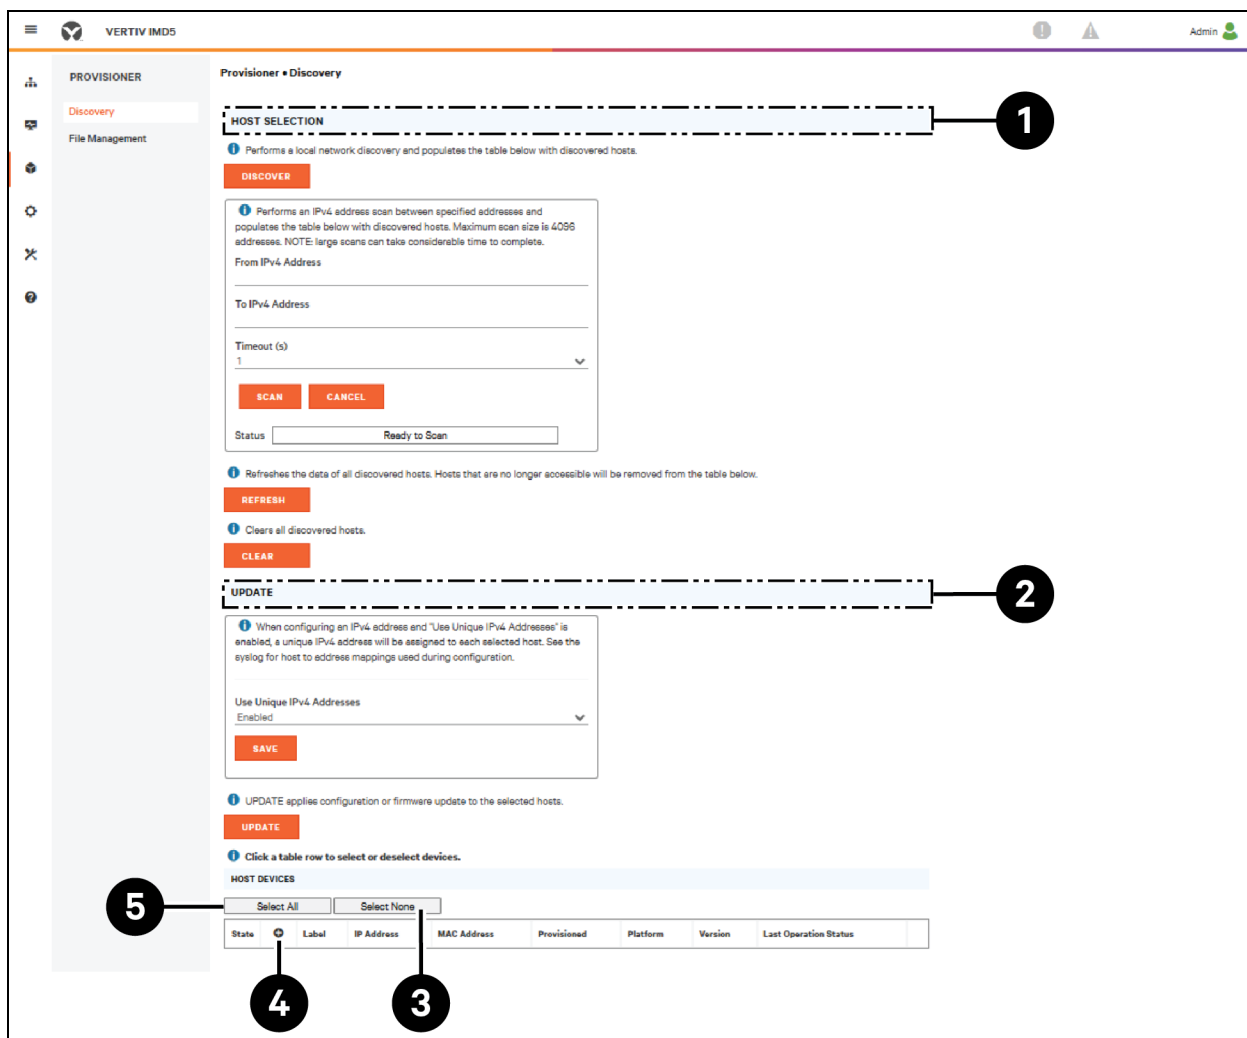 VERTIV IMD5
Admin
PROVISIONER
Discovery
File Management
Provisioner • Discovery
HOST SELECTION
1
Performs a local network discovery and populates the table below with discovered hosts.
DISCOVER
Performs an IPv4 address scan between specified addresses and
populates the table below with discovered hosts. Maximum scan size is 4096
addresses. NOTE: large scans can take considerable time to complete.
From IPv4 Address
To IPv4 Address
Timeout (s)
1
SCAN CANCEL
Status Ready to Scan
Refreshes the data of all discovered hosts. Hosts that are no longer accessible will be removed from the table below.
REFRESH
Clears all discovered hosts.
CLEAR
UPDATE
2
When configuring an IPv4 address and "Use Unique IPv4 Addresses" is
enabled, a unique IPv4 address will be assigned to each selected host. See the
syslog for host to address mappings used during configuration.
Use Unique IPv4 Addresses
Enabled
SAVE
UPDATE applies configuration or firmware update to the selected hosts.
UPDATE
Click a table row to select or deselect devices.
HOST DEVICES
5
Select All Select None
State Label IP Address MAC Address Provisioned Platform Version Last Operation Status
4
3